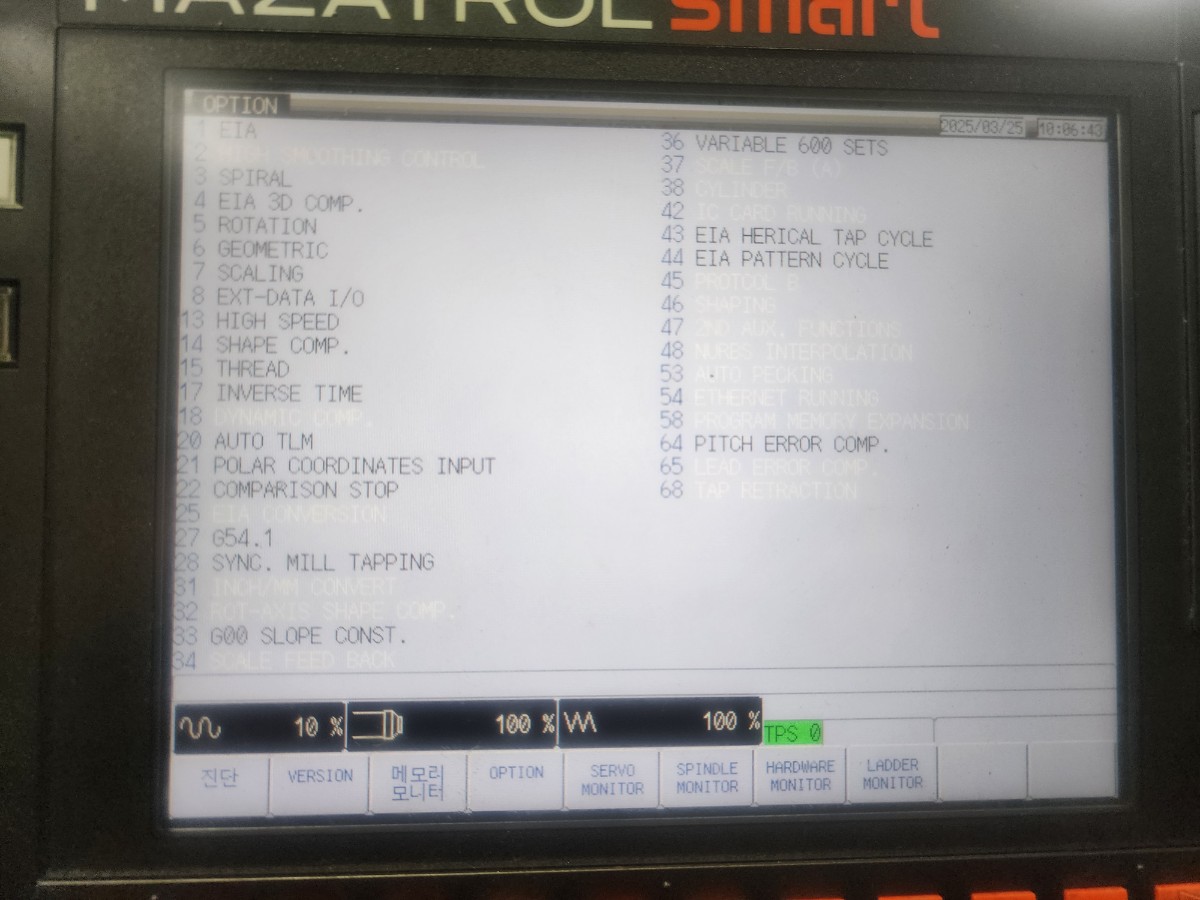 MAZATROL smart
OPTION
2025/03/25 10:06:43
1 EIA
2 SMOOTHING CONTROL
3 SPIRAL
4 EIA 3D COMP.
5 ROTATION
6 GEOMETRIC
7 SCALING
8 EXT-DATA I/O
13 HIGH SPEED
14 SHAPE COMP.
15 THREAD
17 INVERSE TIME
18 DYNAMIC COMP.
20 AUTO TLM
21 POLAR COORDINATES INPUT
22 COMPARISON STOP
25 EIA CONVERSION
27 G54.1
28 SYNC. MILL TAPPING
31 INCH/MM CONVERT
32 ROT-AXIS SHAPE COMP.
33 G00 SLOPE CONST.
34 SCALE FEED BACK
36 VARIABLE 600 SETS
37 SCALE F/B (A)
38 CYLINDER
42 IC CARD RUNNING
43 EIA HERICAL TAP CYCLE
44 EIA PATTERN CYCLE
45 PROTCOL B
46 SHAPING
47 2ND AUX. FUNCTIONS
48 NURBS INTERPOLATION
53 AUTO PECKING
54 ETHERNET RUNNING
58 PROGRAM MEMORY EXPANSION
64 PITCH ERROR COMP.
65 LEAD ERROR COMP.
68 TAP RETRACTION
10 % 100 % 100 %
TPS 0
진단
VERSION
메모리
모니터
OPTION
SERVO
MONITOR
SPINDLE
MONITOR
HARDWARE
MONITOR
LADDER
MONITOR